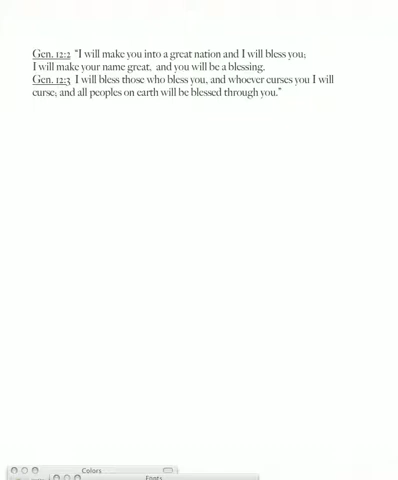 Gen. 12:2 “I will make you into a great nation and I will bless you;
I will make your name great, and you will be a blessing.
Gen. 12:3 I will bless those who bless you, and whoever curses you I will
curse; and all peoples on earth will be blessed through you.”
Colors
Fonts